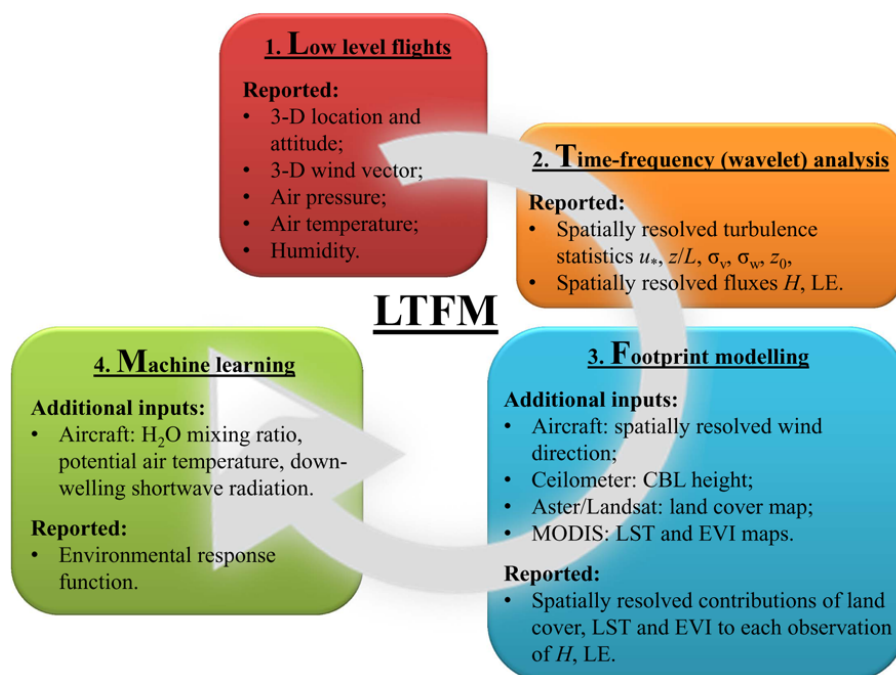 1. Low level flights
Reported:
• 3-D location and
attitude;
• 3-D wind vector;
• Air pressure;
• Air temperature;
• Humidity.
2. Time-frequency (wavelet) analysis
Reported:
• Spatially resolved turbulence
statistics u*, z/L, σv, σw, z0,
• Spatially resolved fluxes H, LE.
LTFM
3. Footprint modelling
Additional inputs:
• Aircraft: spatially resolved wind
direction;
• Ceilometer: CBL height;
• Aster/Landsat: land cover map;
• MODIS: LST and EVI maps.
Reported:
• Spatially resolved contributions of land
cover, LST and EVI to each observation
of H, LE.
4. Machine learning
Additional inputs:
• Aircraft: H2O mixing ratio,
potential air temperature, down-
welling shortwave radiation.
Reported:
• Environmental response
function.